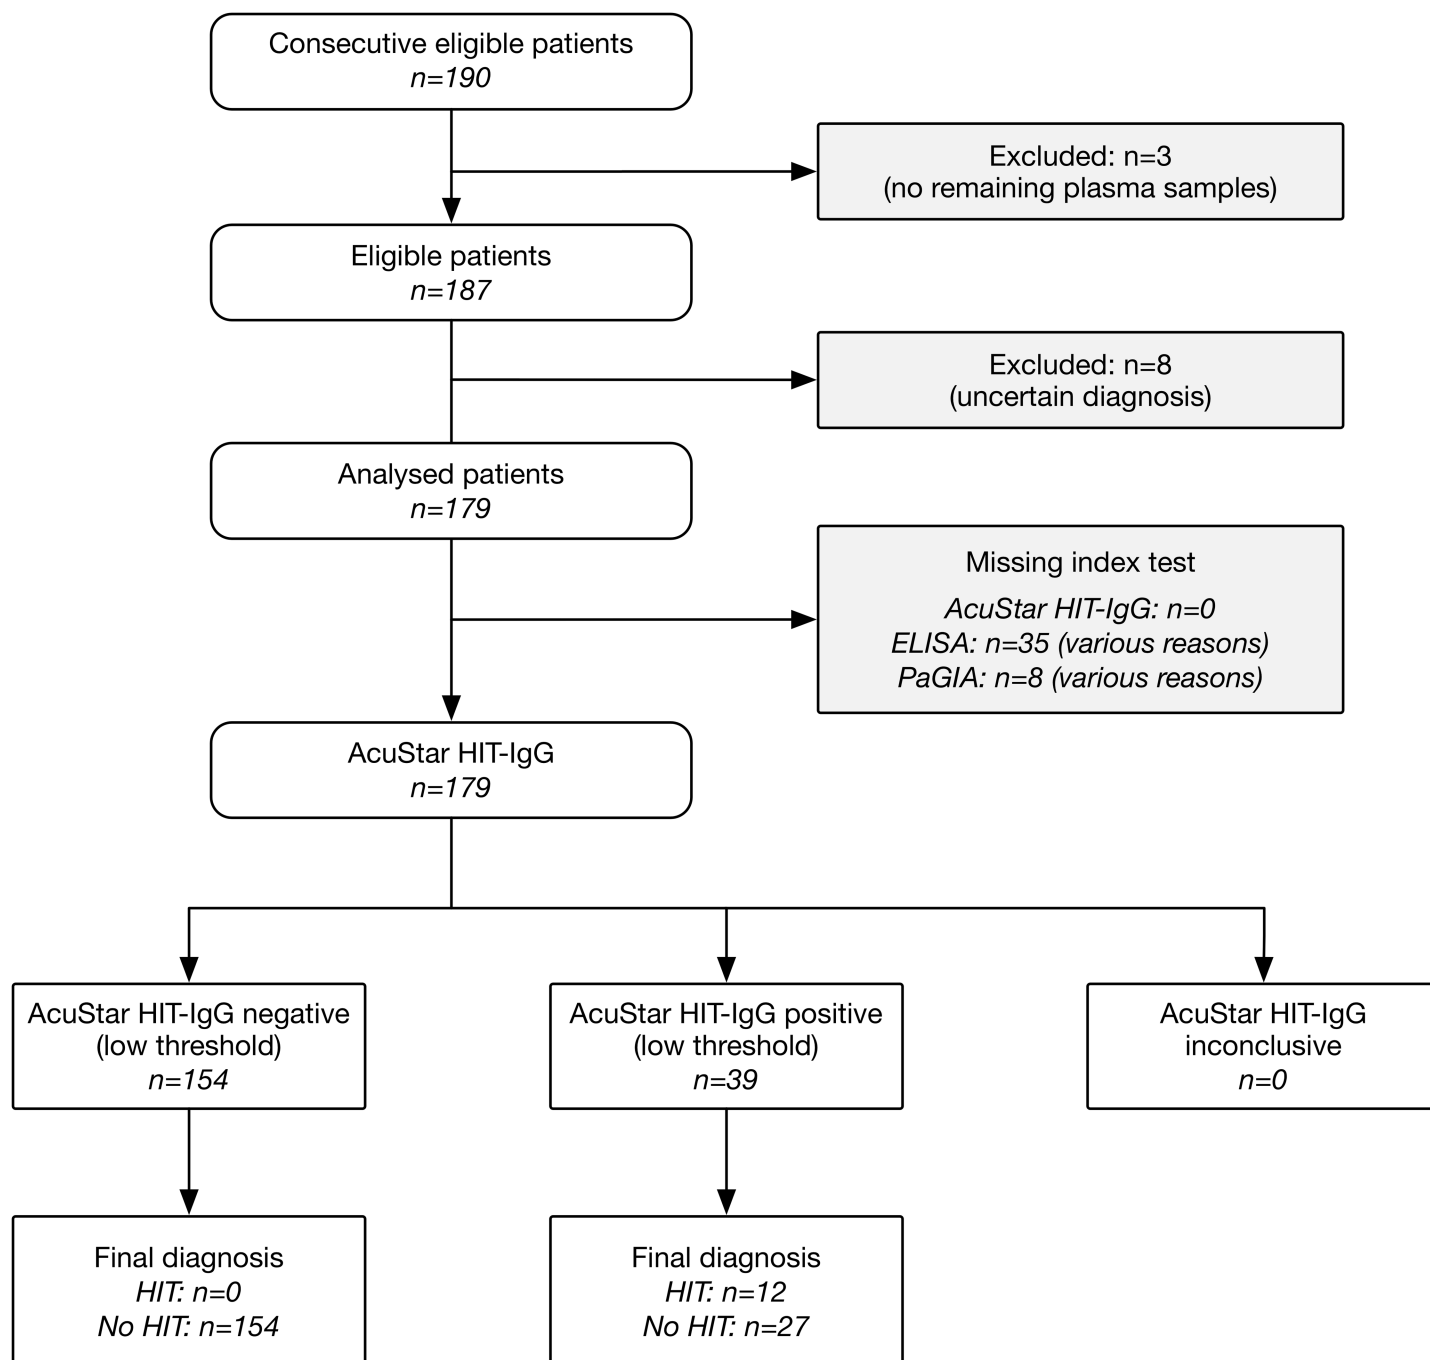 Consecutive eligible patients
n=190
Excluded: n=3
(no remaining plasma samples)
Eligible patients
n=187
Excluded: n=8
(uncertain diagnosis)
Analysed patients
n=179
Missing index test
AcuStar HIT-IgG: n=0
ELISA: n=35 (various reasons)
PaGIA: n=8 (various reasons)
AcuStar HIT-IgG
n=179
AcuStar HIT-IgG negative
(low threshold)
n=154
AcuStar HIT-IgG positive
(low threshold)
n=39
AcuStar HIT-IgG
inconclusive
n=0
Final diagnosis
HIT: n=0
No HIT: n=154
Final diagnosis
HIT: n=12
No HIT: n=27